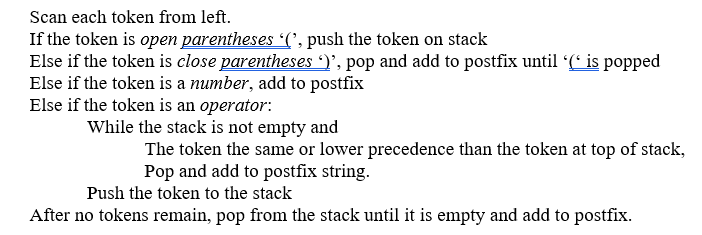 Scan each token from left.
If the token is open parentheses ‘(’, push the token on stack
Else if the token is close parentheses ‘)’, pop and add to postfix until ‘(‘ is popped
Else if the token is a number, add to postfix
Else if the token is an operator:
While the stack is not empty and
The token the same or lower precedence than the token at top of stack,
Pop and add to postfix string.
Push the token to the stack
After no tokens remain, pop from the stack until it is empty and add to postfix.